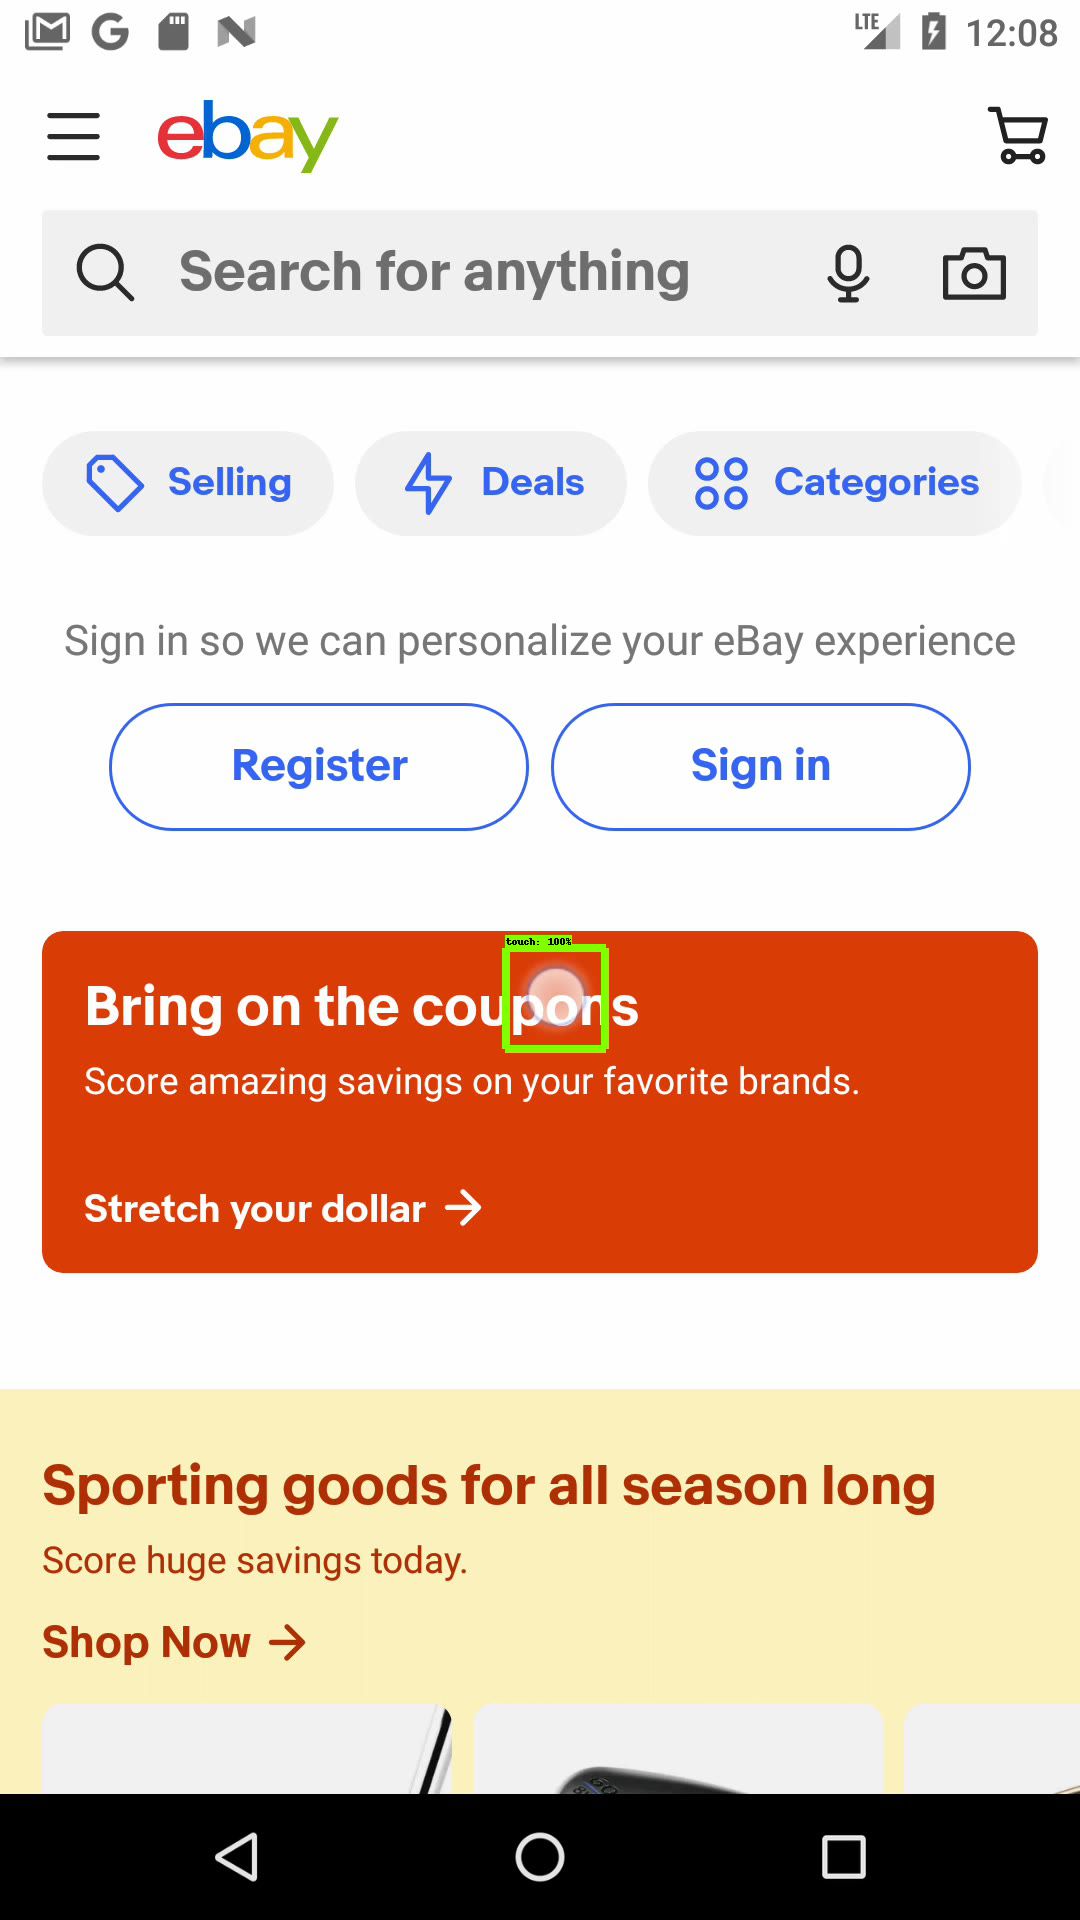 LTE 12:08
ebay
Search for anything
Selling Deals Categories
Sign in so we can personalize your eBay experience
Register Sign in
touch: 100%
Bring on the coupons
Score amazing savings on your favorite brands.
Stretch your dollar
Sporting goods for all season long
Score huge savings today.
Shop Now